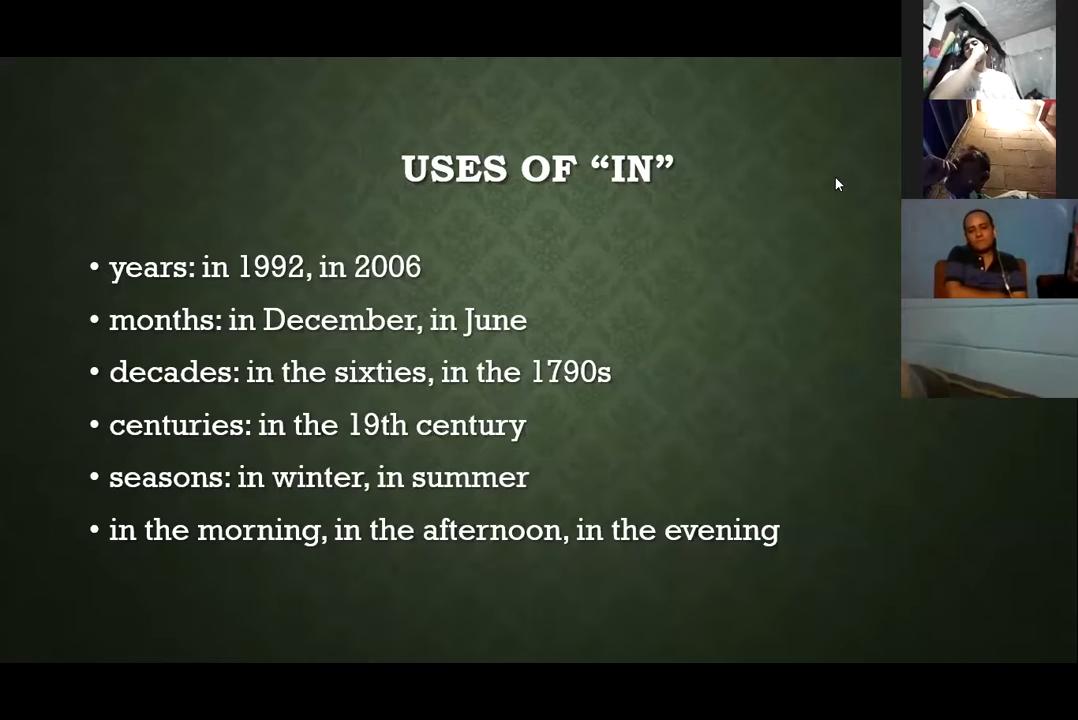 USES OF “IN”
• years: in 1992, in 2006
• months: in December, in June
• decades: in the sixties, in the 1790s
• centuries: in the 19th century
• seasons: in winter, in summer
• in the morning, in the afternoon, in the evening